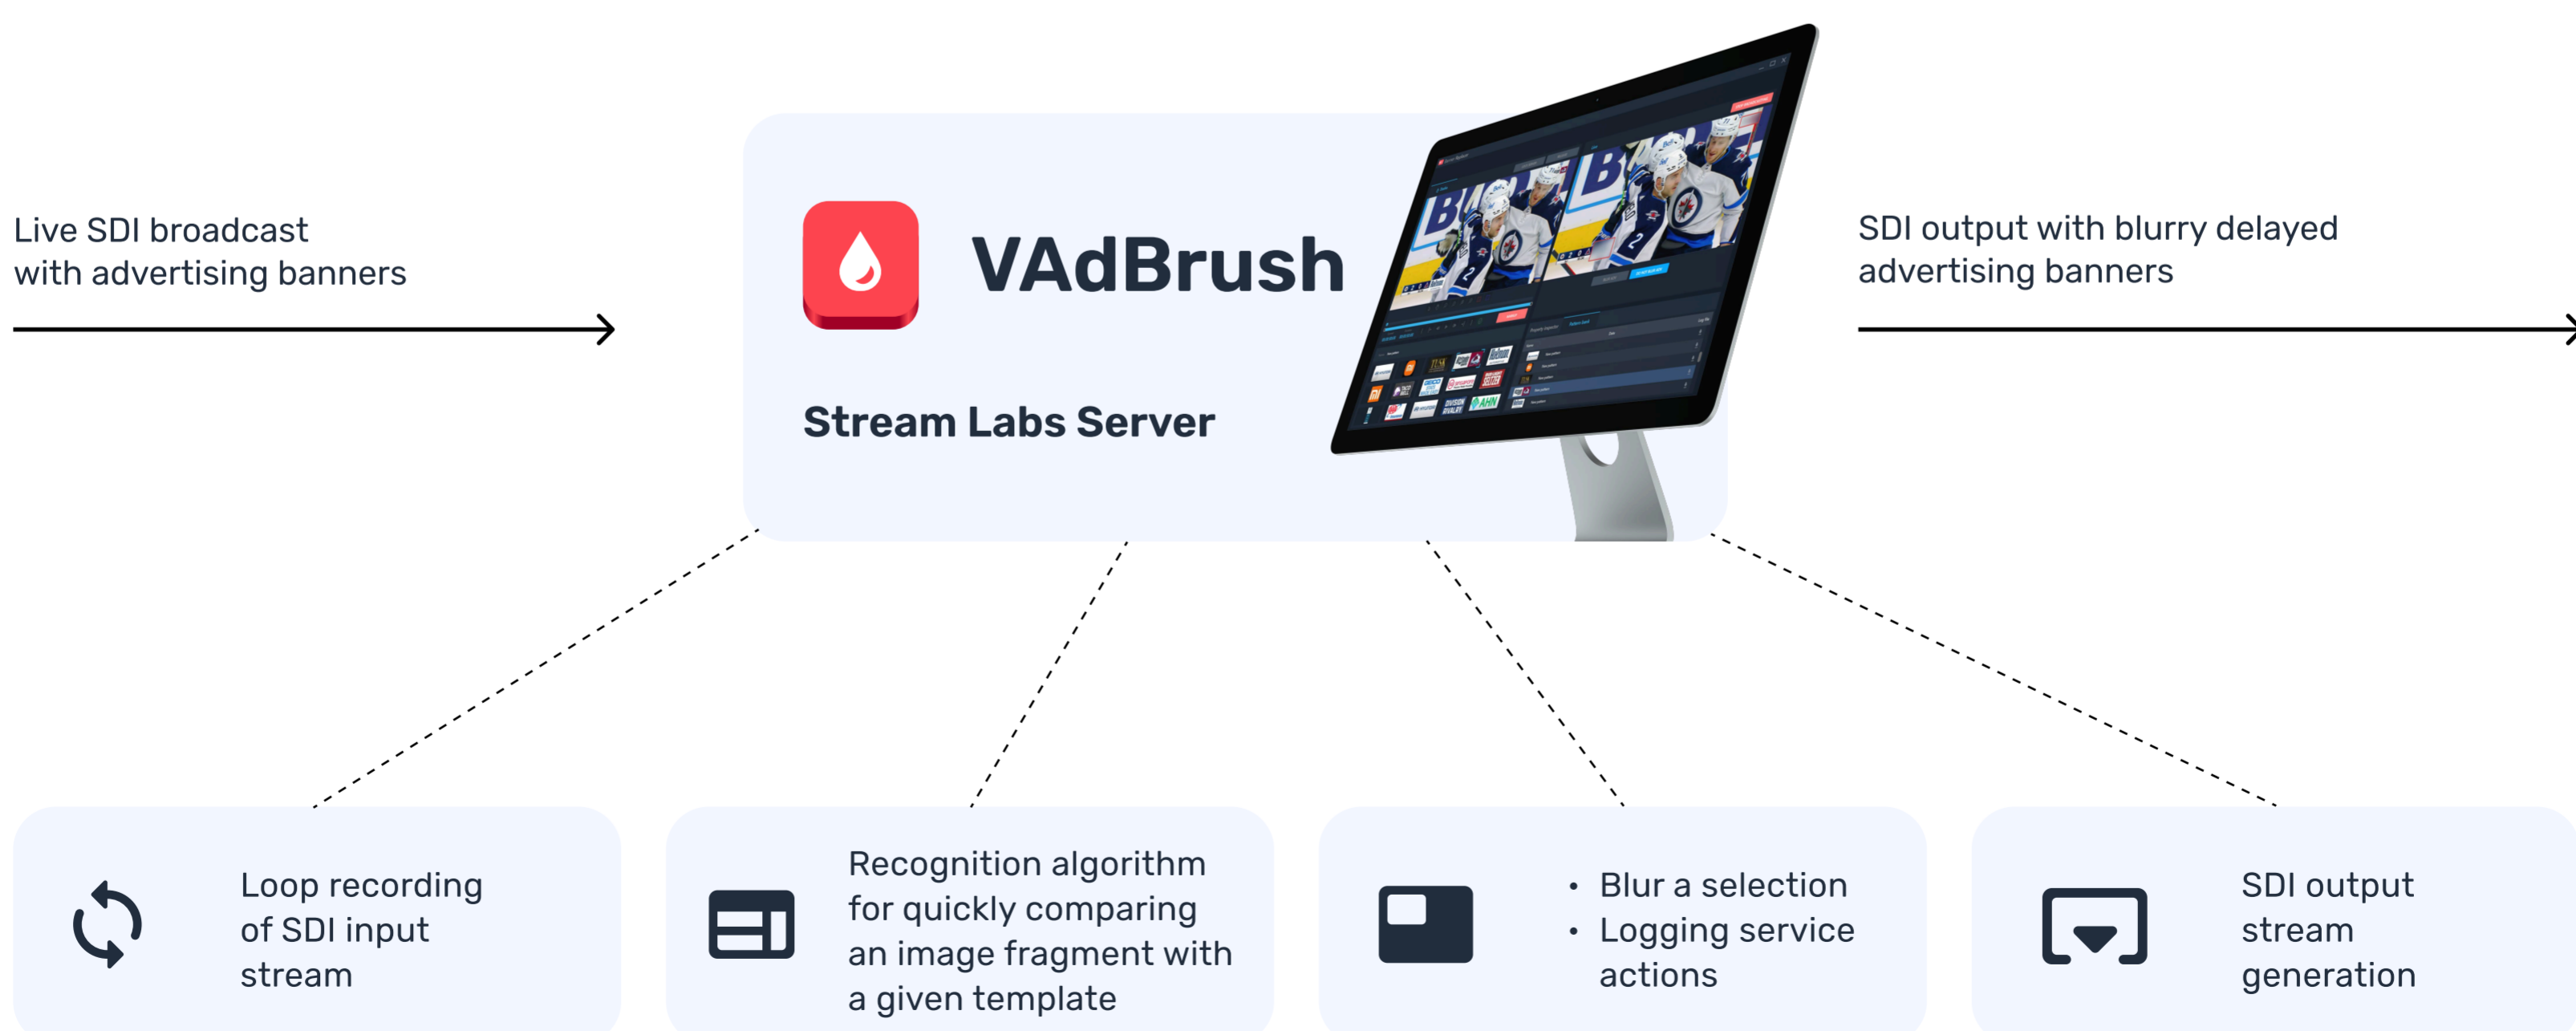 Live SDI broadcast
with advertising banners
VAdBrush
Stream Labs Server
SDI output with blurry delayed
advertising banners
Loop recording
of SDI input
stream
Recognition algorithm
for quickly comparing
an image fragment with
a given template
• Blur a selection
• Logging service
actions
SDI output
stream
generation